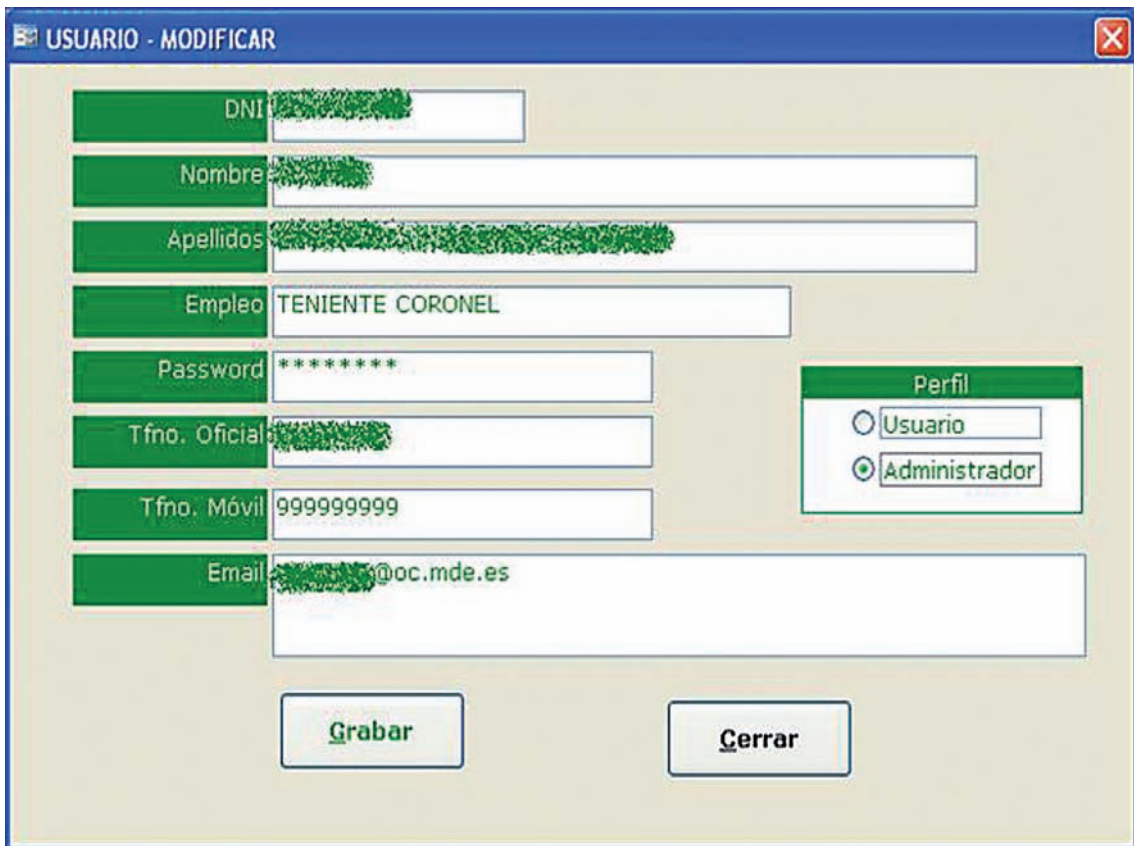 USUARIO - MODIFICAR
DNI
Nombre
Apellidos
Empleo TENIENTE CORONEL
Password ********
Perfil
Usuario
Administrador
Tfno. Oficial
Tfno. Móvil 999999999
Email @oc.mde.es
Grabar Cerrar